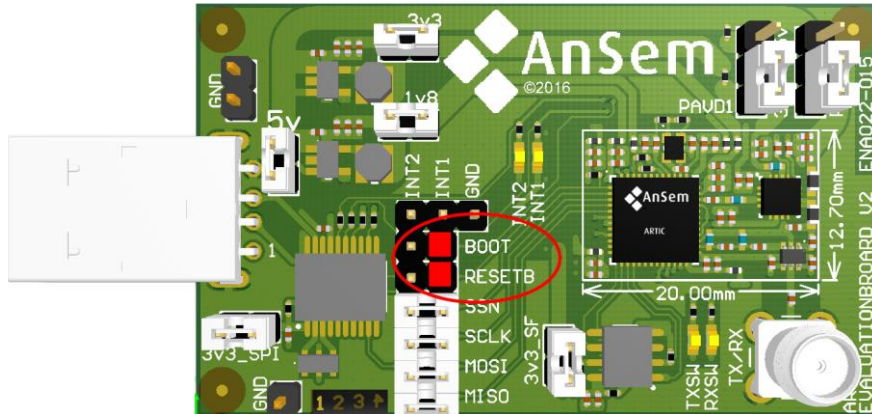 3v3
AnSem
©2016
GND
1v8
5v
PAVD1
ENA022-015
INT2
INT1
GND
INT2
INT1
AnSem
ARTIC
12.70mm
BOOT
RESETB
1
20.00mm
SSN
SCLK
MOSI
MISO
3v3_SPI
3v3_SF
TXSW
RXSW
TX/RX
EVALUATIONBOARD V2
GND
1 2 3 4